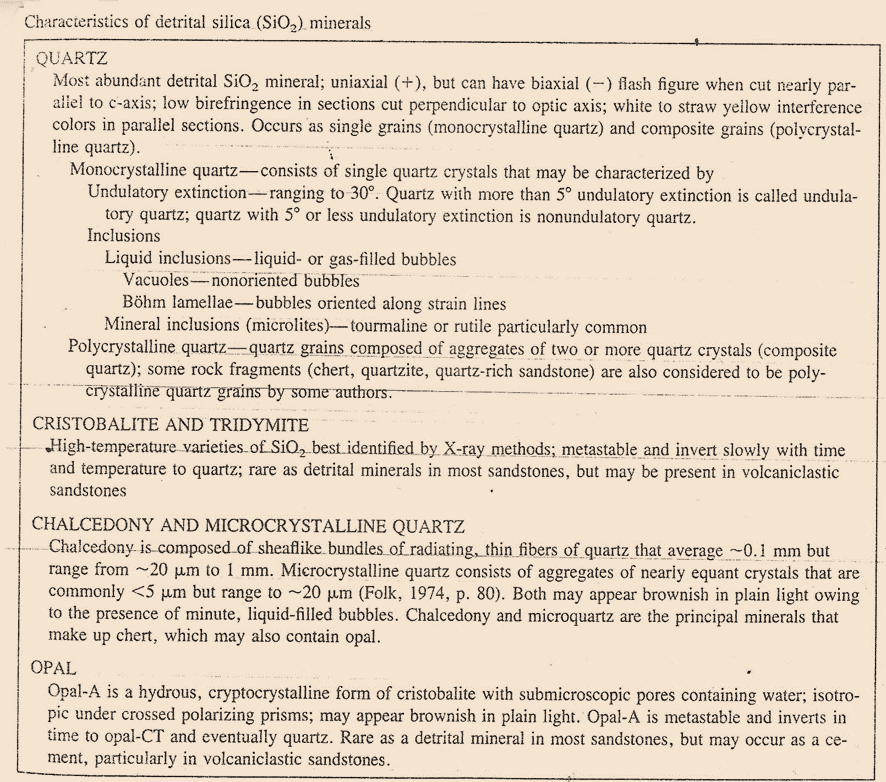 Characteristics of detrital silica (SiO₂) minerals
QUARTZ
Most abundant detrital SiO₂ mineral; uniaxial (+), but can have biaxial (−) flash figure when cut nearly par-
allel to c-axis; low birefringence in sections cut perpendicular to optic axis; white to straw yellow interference
colors in parallel sections. Occurs as single grains (monocrystalline quartz) and composite grains (polycrystal-
line quartz).
Monocrystalline quartz—consists of single quartz crystals that may be characterized by
Undulatory extinction—ranging to 30°. Quartz with more than 5° undulatory extinction is called undula-
tory quartz; quartz with 5° or less undulatory extinction is nonundulatory quartz.
Inclusions
Liquid inclusions—liquid- or gas-filled bubbles
Vacuoles—nonoriented bubbles
Böhm lamellae—bubbles oriented along strain lines
Mineral inclusions (microlites)—tourmaline or rutile particularly common
Polycrystalline quartz—quartz grains composed of aggregates of two or more quartz crystals (composite
quartz); some rock fragments (chert, quartzite, quartz-rich sandstone) are also considered to be poly-
crystalline quartz grains by some authors.
CRISTOBALITE AND TRIDYMITE
High-temperature varieties of SiO₂ best identified by X-ray methods; metastable and invert slowly with time
and temperature to quartz; rare as detrital minerals in most sandstones, but may be present in volcaniclastic
sandstones
CHALCEDONY AND MICROCRYSTALLINE QUARTZ
Chalcedony is composed of sheaflike bundles of radiating, thin fibers of quartz that average ~0.1 mm but
range from ~20 μm to 1 mm. Microcrystalline quartz consists of aggregates of nearly equant crystals that are
commonly <5 μm but range to ~20 μm (Folk, 1974, p. 80). Both may appear brownish in plain light owing
to the presence of minute, liquid-filled bubbles. Chalcedony and microquartz are the principal minerals that
make up chert, which may also contain opal.
OPAL
Opal-A is a hydrous, cryptocrystalline form of cristobalite with submicroscopic pores containing water; isotro-
pic under crossed polarizing prisms; may appear brownish in plain light. Opal-A is metastable and inverts in
time to opal-CT and eventually quartz. Rare as a detrital mineral in most sandstones, but may occur as a ce-
ment, particularly in volcaniclastic sandstones.